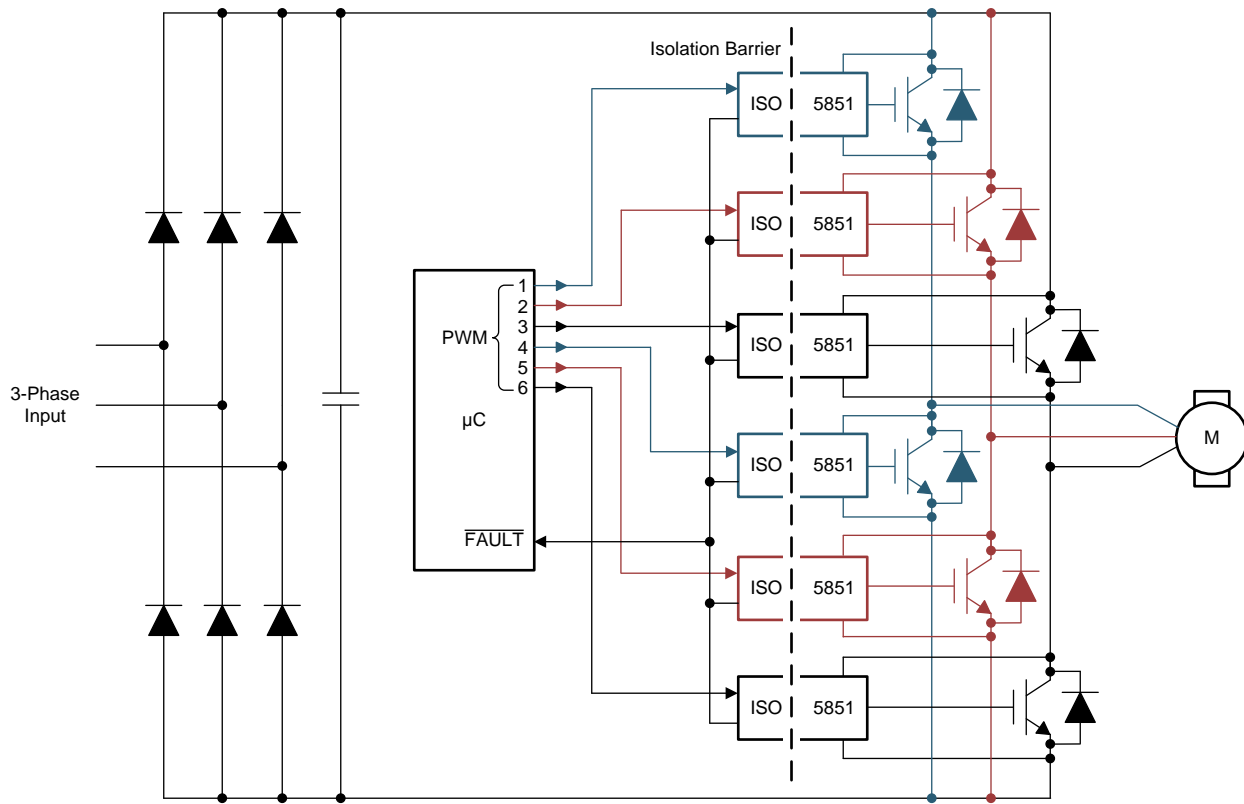 Isolation Barrier
ISO 5851
ISO 5851
1
2
3
4
5
6
PWM
ISO 5851
3-Phase
Input
µC
M
ISO 5851
FAULT
ISO 5851
ISO 5851